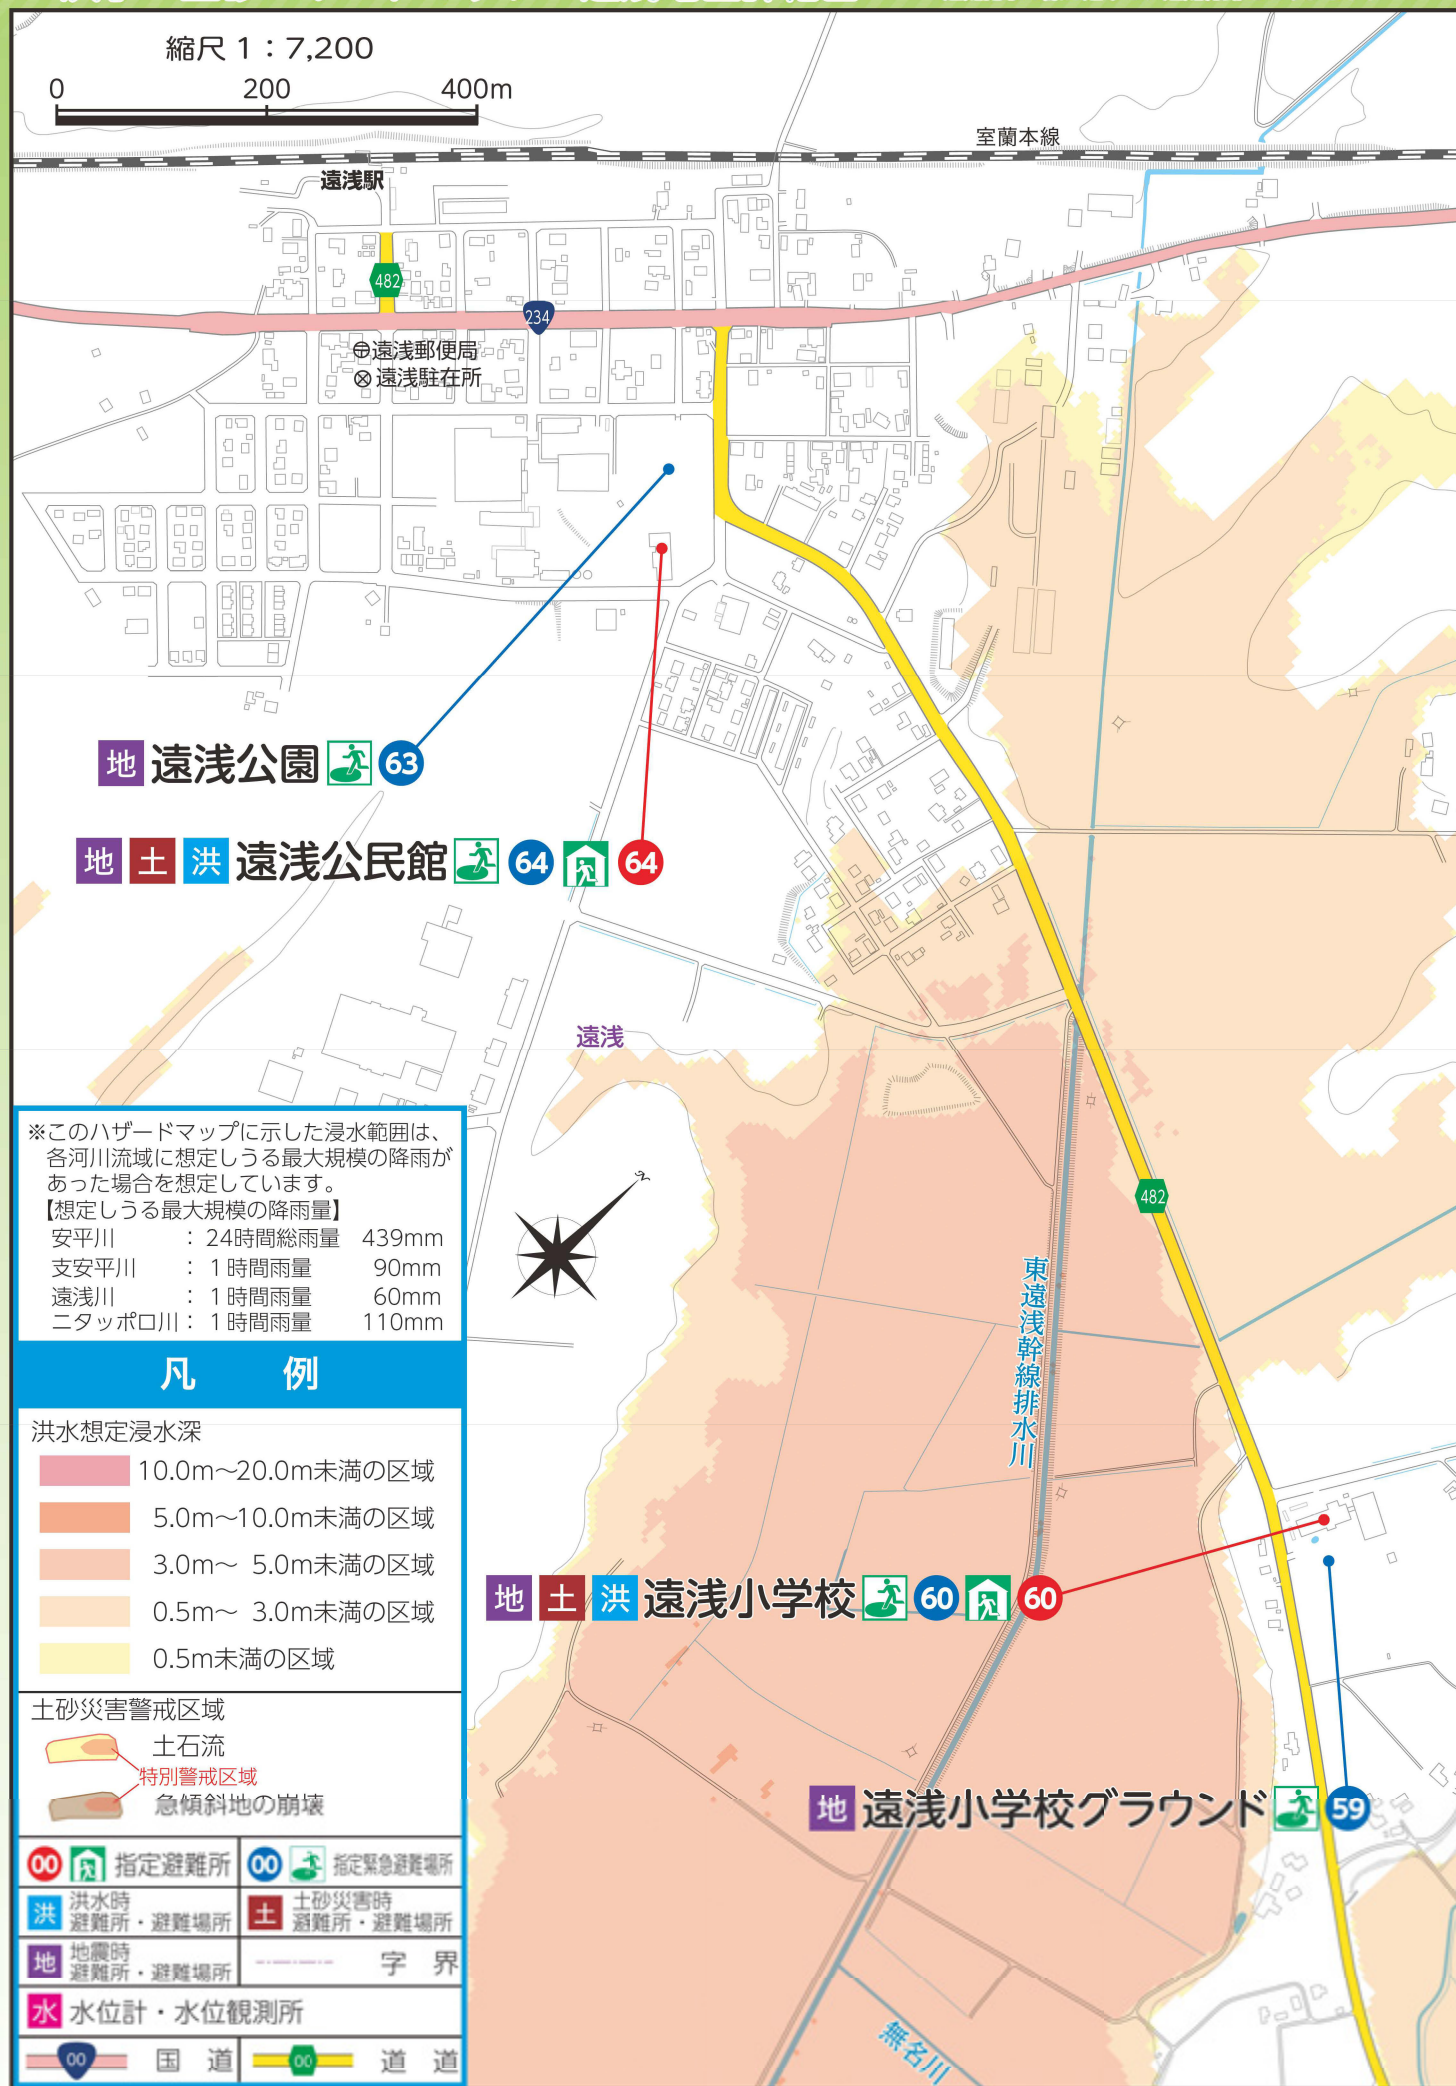 縮尺 1：7,200
0 200 400m
室蘭本線
遠浅駅
482
234
遠浅郵便局
遠浅駐在所
地 遠浅公園 63
地 土 洪 遠浅公民館 64 64
遠浅
N
482
東遠浅幹線排水川
地 土 洪 遠浅小学校 60 60
地 遠浅小学校グラウンド 59
無名川
※このハザードマップに示した浸水範囲は、
各河川流域に想定しうる最大規模の降雨が
あった場合を想定しています。
【想定しうる最大規模の降雨量】
安平川 ：24時間総雨量 439mm
支安平川 ：1時間雨量 90mm
遠浅川 ：1時間雨量 60mm
ニタッポロ川：1時間雨量 110mm
凡 例
洪水想定浸水深
10.0m～20.0m未満の区域
5.0m～10.0m未満の区域
3.0m～ 5.0m未満の区域
0.5m～ 3.0m未満の区域
0.5m未満の区域
土砂災害警戒区域
土石流
特別警戒区域
急傾斜地の崩壊
00 指定避難所 00 指定緊急避難場所
洪 洪水時
避難所・避難場所
土 土砂災害時
避難所・避難場所
地 地震時
避難所・避難場所
字 界
水 水位計・水位観測所
00 国 道 00 道 道